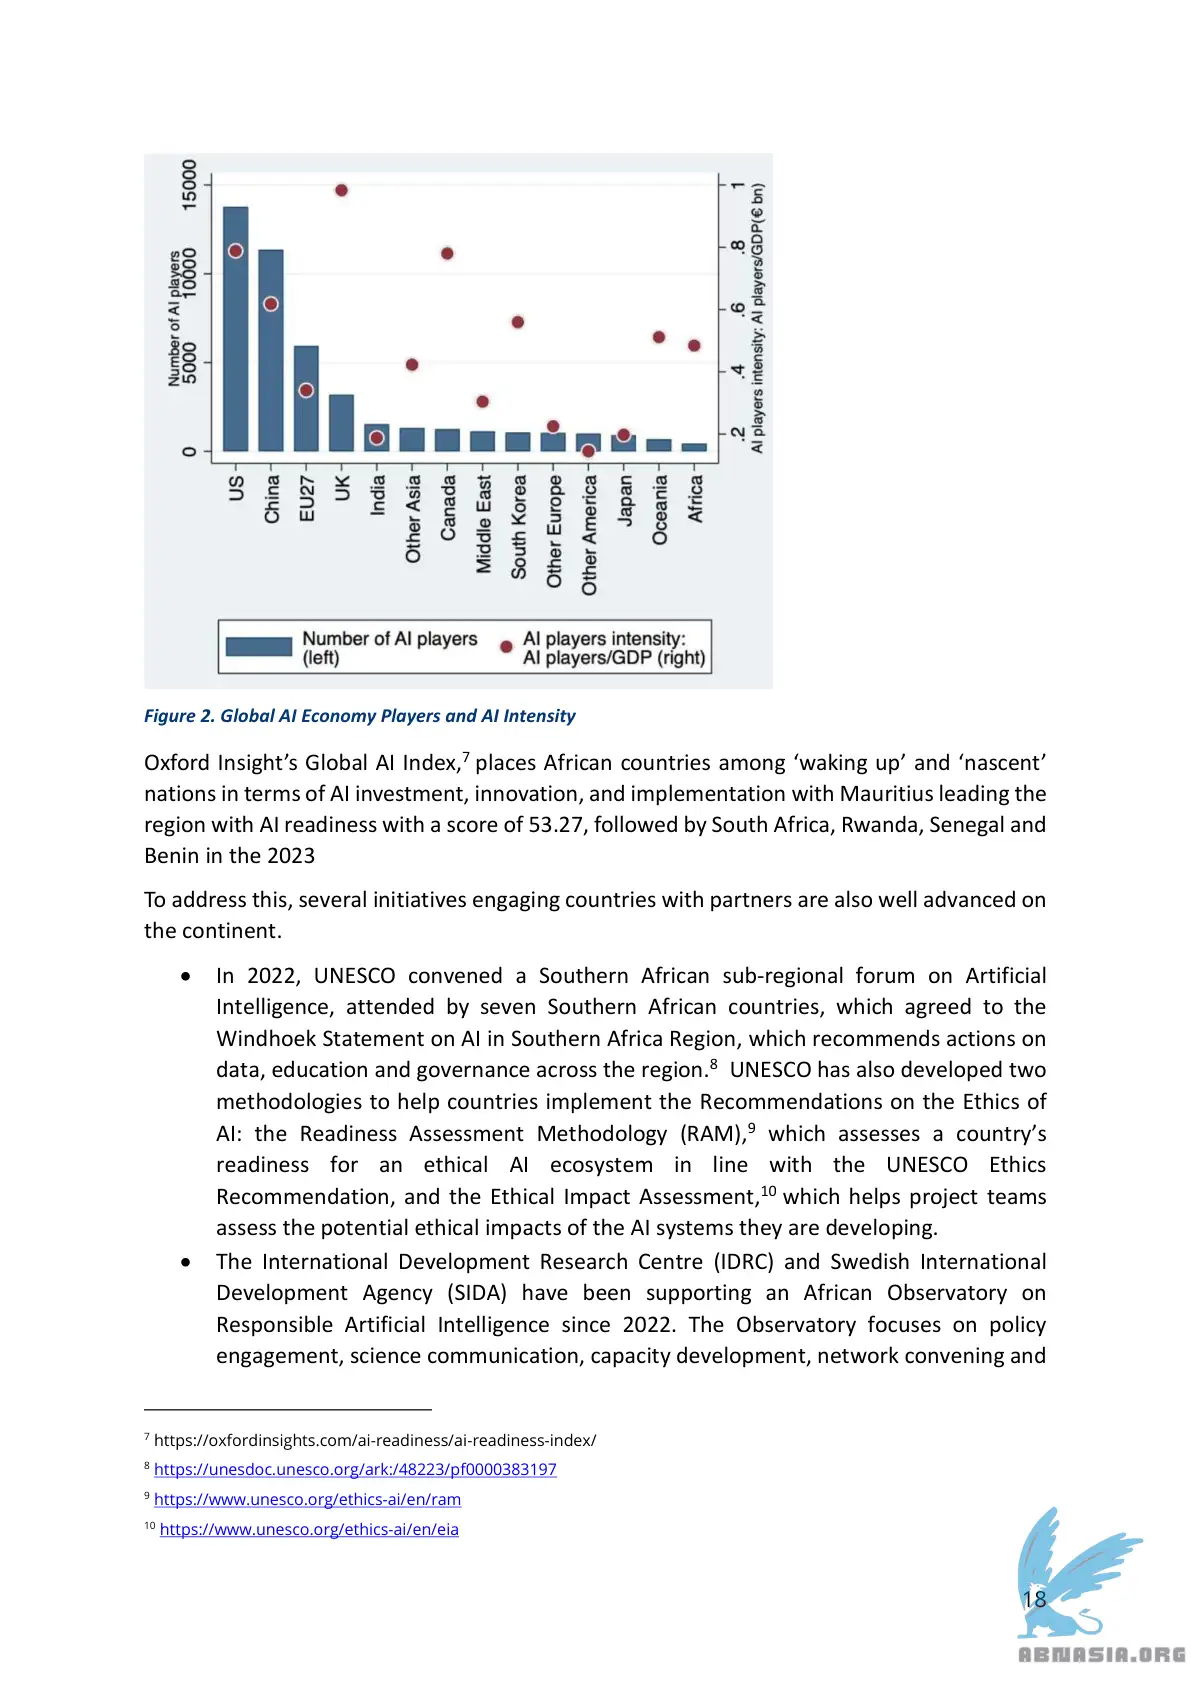 15000
10000
5000
0
Number of AI players
1
.8
.6
.4
.2
AI players intensity: AI players/GDP(€ bn)
US
China
EU27
UK
India
Other Asia
Canada
Middle East
South Korea
Other Europe
Other America
Japan
Oceania
Africa
Number of AI players
(left)
AI players intensity:
AI players/GDP (right)
Figure 2. Global AI Economy Players and AI Intensity
Oxford Insight’s Global AI Index,7 places African countries among ‘waking up’ and ‘nascent’
nations in terms of AI investment, innovation, and implementation with Mauritius leading the
region with AI readiness with a score of 53.27, followed by South Africa, Rwanda, Senegal and
Benin in the 2023
To address this, several initiatives engaging countries with partners are also well advanced on
the continent.
• In 2022, UNESCO convened a Southern African sub-regional forum on Artificial
Intelligence, attended by seven Southern African countries, which agreed to the
Windhoek Statement on AI in Southern Africa Region, which recommends actions on
data, education and governance across the region.8 UNESCO has also developed two
methodologies to help countries implement the Recommendations on the Ethics of
AI: the Readiness Assessment Methodology (RAM),9 which assesses a country’s
readiness for an ethical AI ecosystem in line with the UNESCO Ethics
Recommendation, and the Ethical Impact Assessment,10 which helps project teams
assess the potential ethical impacts of the AI systems they are developing.
• The International Development Research Centre (IDRC) and Swedish International
Development Agency (SIDA) have been supporting an African Observatory on
Responsible Artificial Intelligence since 2022. The Observatory focuses on policy
engagement, science communication, capacity development, network convening and
7 https://oxfordinsights.com/ai-readiness/ai-readiness-index/
8 https://unesdoc.unesco.org/ark:/48223/pf0000383197
9 https://www.unesco.org/ethics-ai/en/ram
10 https://www.unesco.org/ethics-ai/en/eia
18
ABNASIA.ORG